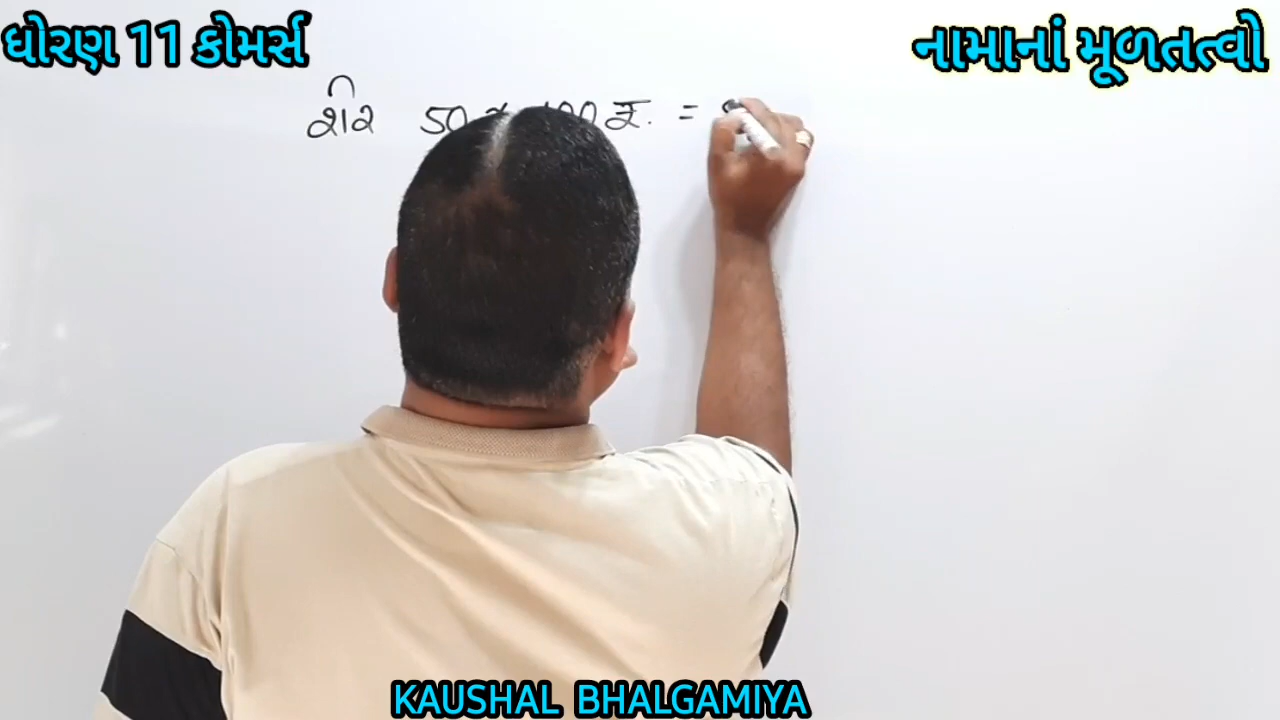 ધોરણ 11 કોમર્સ
નામાનાં મૂળતત્વો
શેર 50 x 100 રૂ. =
KAUSHAL BHALGAMIYA